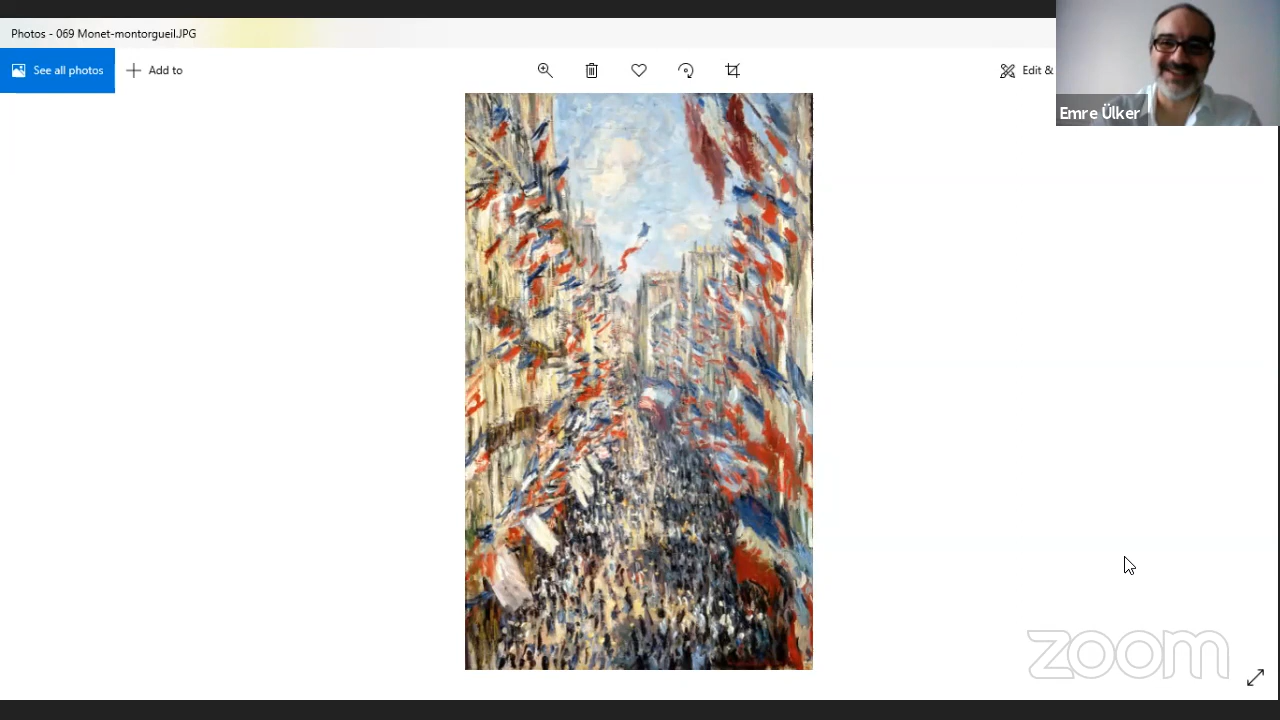 Photos - 069 Monet-montorgueil.JPG
See all photos
Add to
Edit &
Emre Ülker
zoom